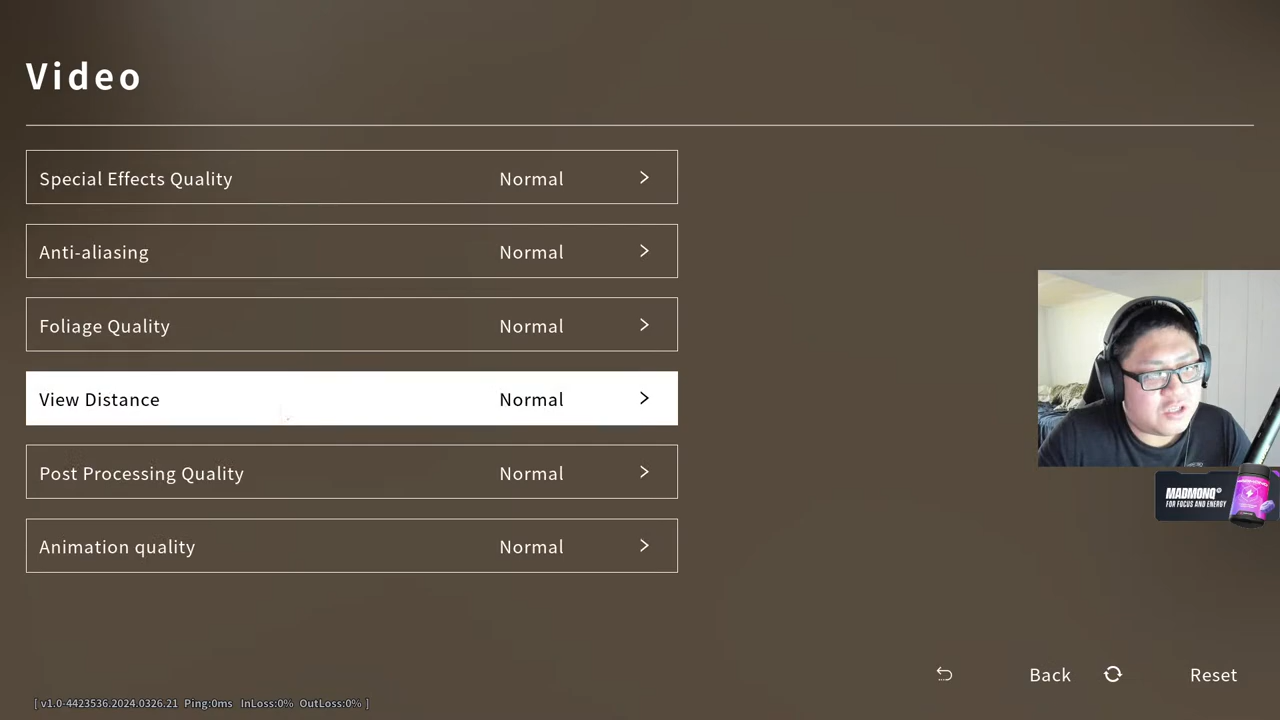 Video
Special Effects Quality Normal
Anti-aliasing Normal
Foliage Quality Normal
View Distance Normal
Post Processing Quality Normal
Animation quality Normal
MADMONQ
FOR FOCUS AND ENERGY
Back Reset
[ v1.0-4423536.2024.0326.21 Ping:0ms InLoss:0% OutLoss:0% ]